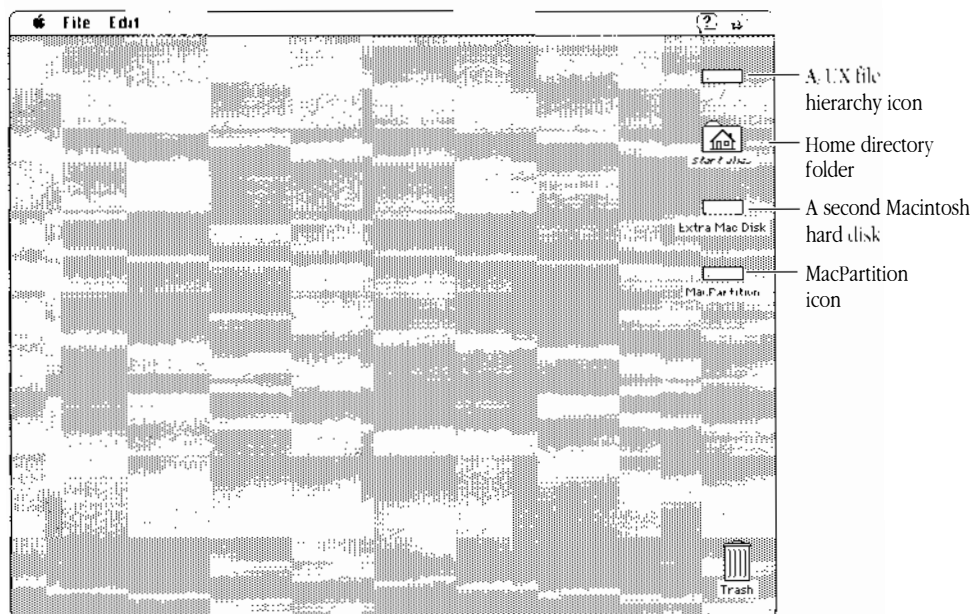 File Edit
A/UX file
hierarchy icon
Home directory
folder
A second Macintosh
hard disk
Extra Mac Disk
MacPartition
icon
MacPartition
Trash